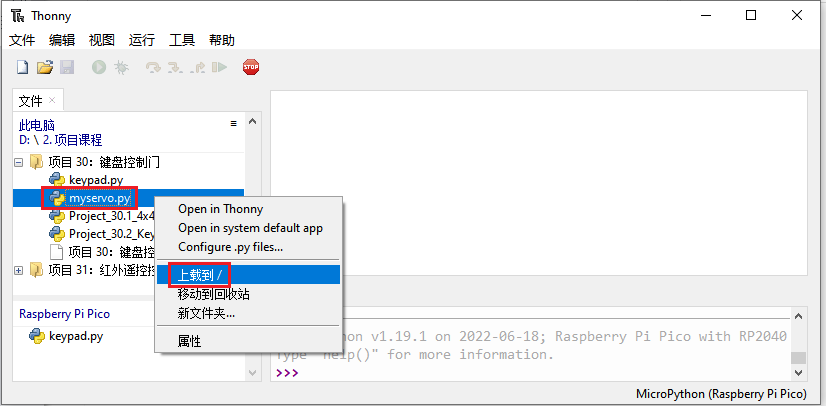 Thonny
文件 编辑 视图 运行 工具 帮助
STOP
文件
此电脑
D: \ 2. 项目课程
项目 30：键盘控制门
keypad.py
myservo.py
Project_30.1_4x4
Project_30.2_Key
项目 30：键盘控
项目 31：红外遥控
Open in Thonny
Open in system default app
Configure .py files...
上载到 /
移动到回收站
新文件夹...
属性
Raspberry Pi Pico
keypad.py
on v1.19.1 on 2022-06-18; Raspberry Pi Pico with RP2040
Type "help()" for more information.
>>>
MicroPython (Raspberry Pi Pico)